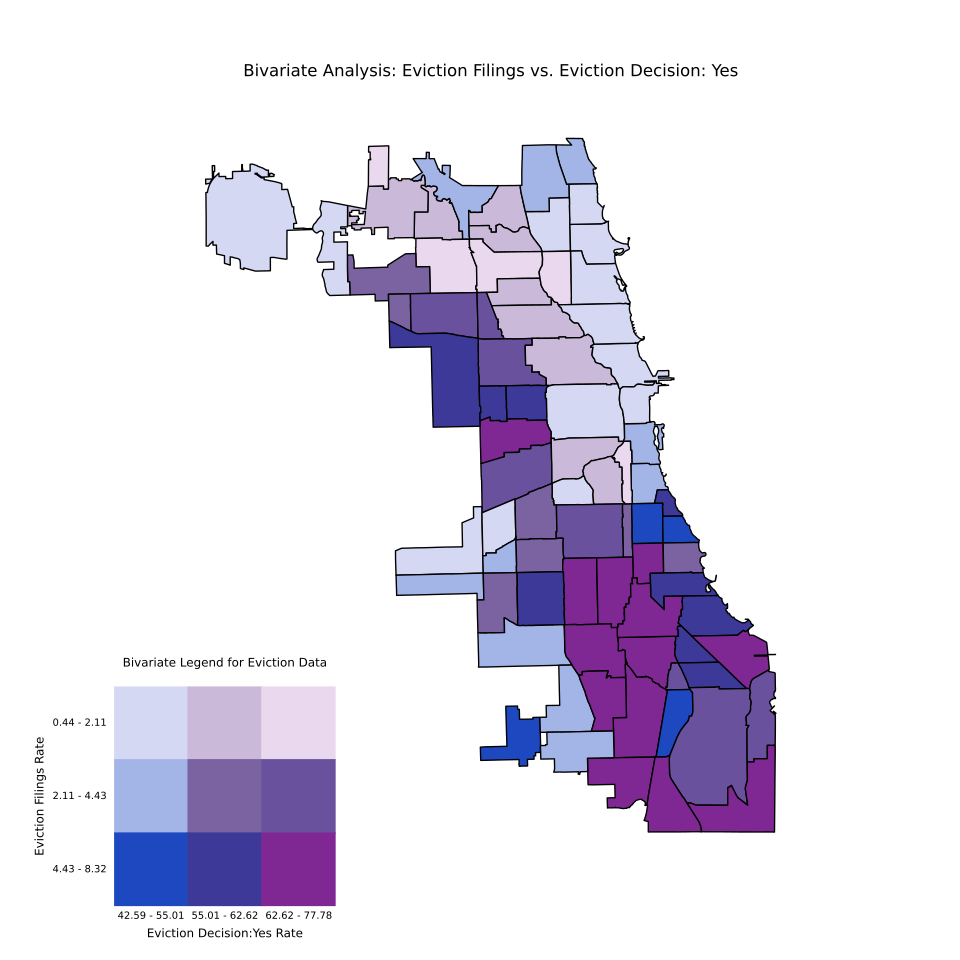 Bivariate Analysis: Eviction Filings vs. Eviction Decision: Yes
Bivariate Legend for Eviction Data
Eviction Filings Rate
0.44 - 2.11
2.11 - 4.43
4.43 - 8.32
42.59 - 55.01 55.01 - 62.62 62.62 - 77.78
Eviction Decision:Yes Rate